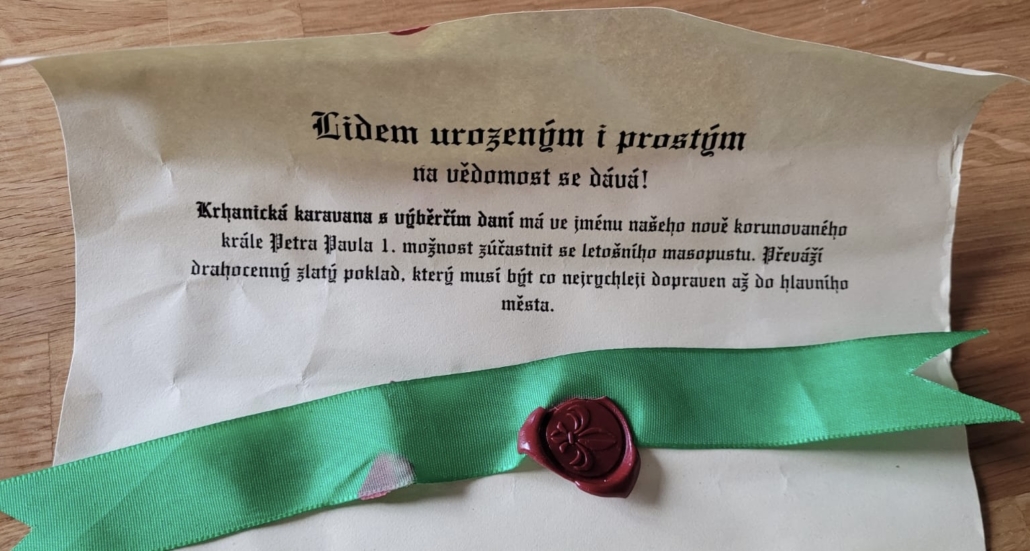 Lidem urozeným i prostým
na vědomost se dává!
Krhanická karavana s výběrčím daní má ve jménu našeho nově korunovaného
krále Petra Pavla 1. možnost zúčastnit se letošního masopustu. Převáží
drahocenný zlatý poklad, který musí být co nejrychleji dopraven až do hlavního
města.